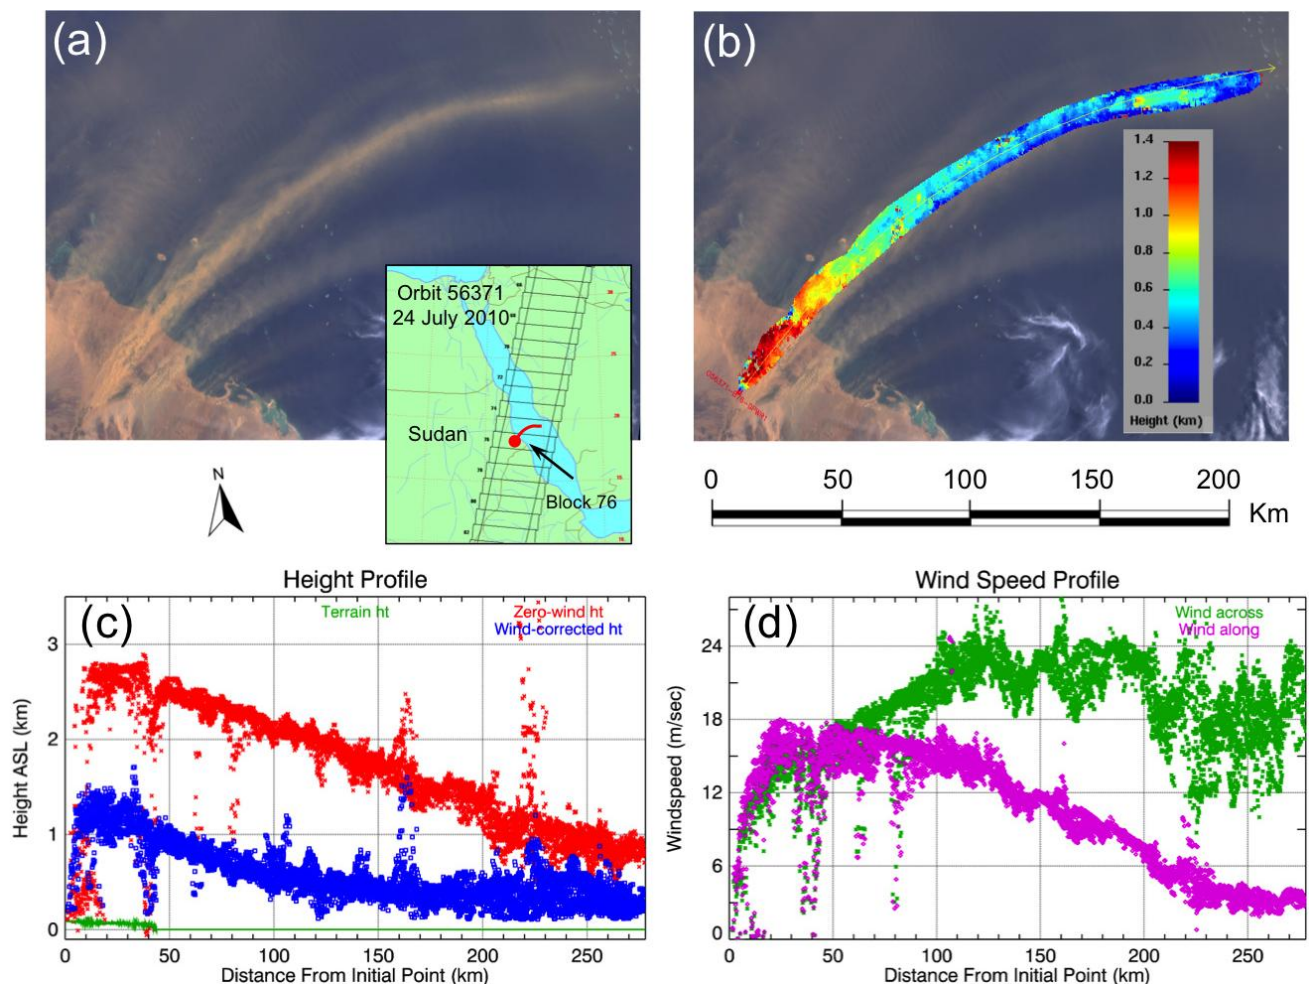 (a)
(b)
1.4
1.2
1.0
0.8
0.6
0.4
0.2
0.0
Height (km)
Orbit 56371
24 July 2010
Sudan
Block 76
N
0 50 100 150 200
Km
Height Profile
(c)
Terrain ht
Zero-wind ht
Wind-corrected ht
3
2
1
0
Height ASL (km)
0 50 100 150 200 250
Distance From Initial Point (km)
Wind Speed Profile
(d)
Wind across
Wind along
24
18
12
6
0
Windspeed (m/sec)
0 50 100 150 200 250
Distance From Initial Point (km)